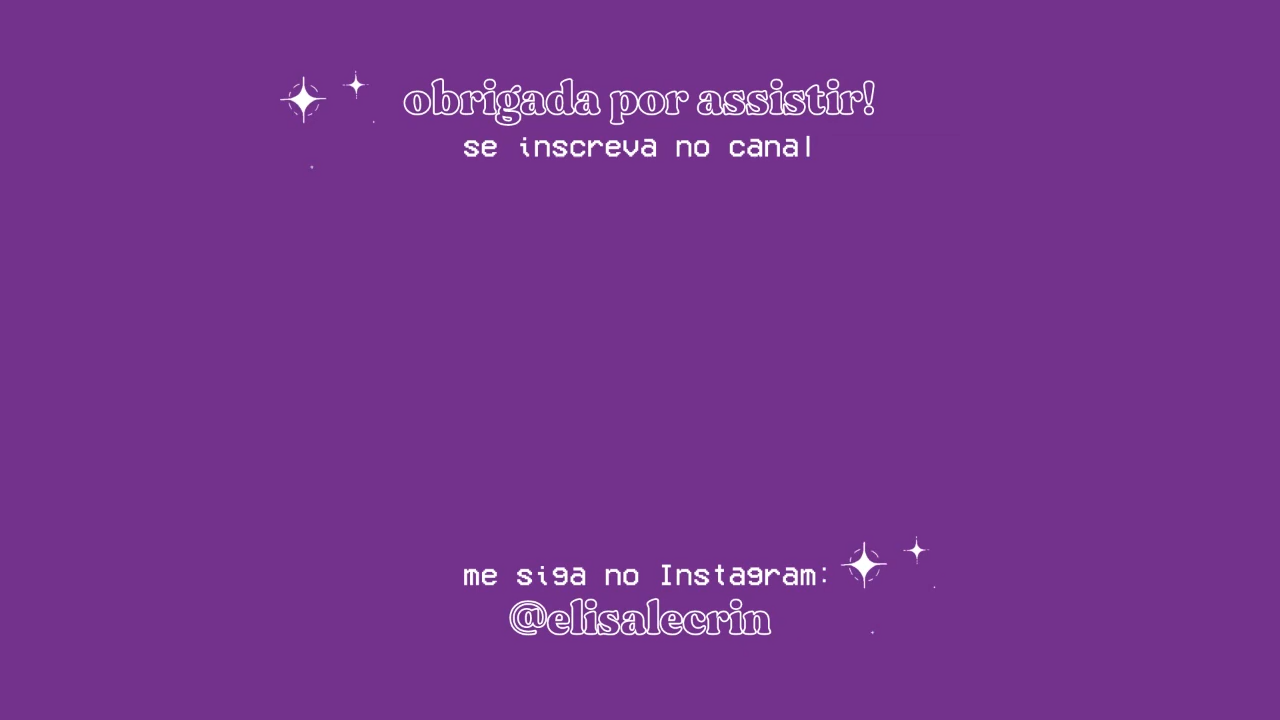 obrigada por assistir!
se inscreva no canal
me siga no Instagram:
@elisalecrin